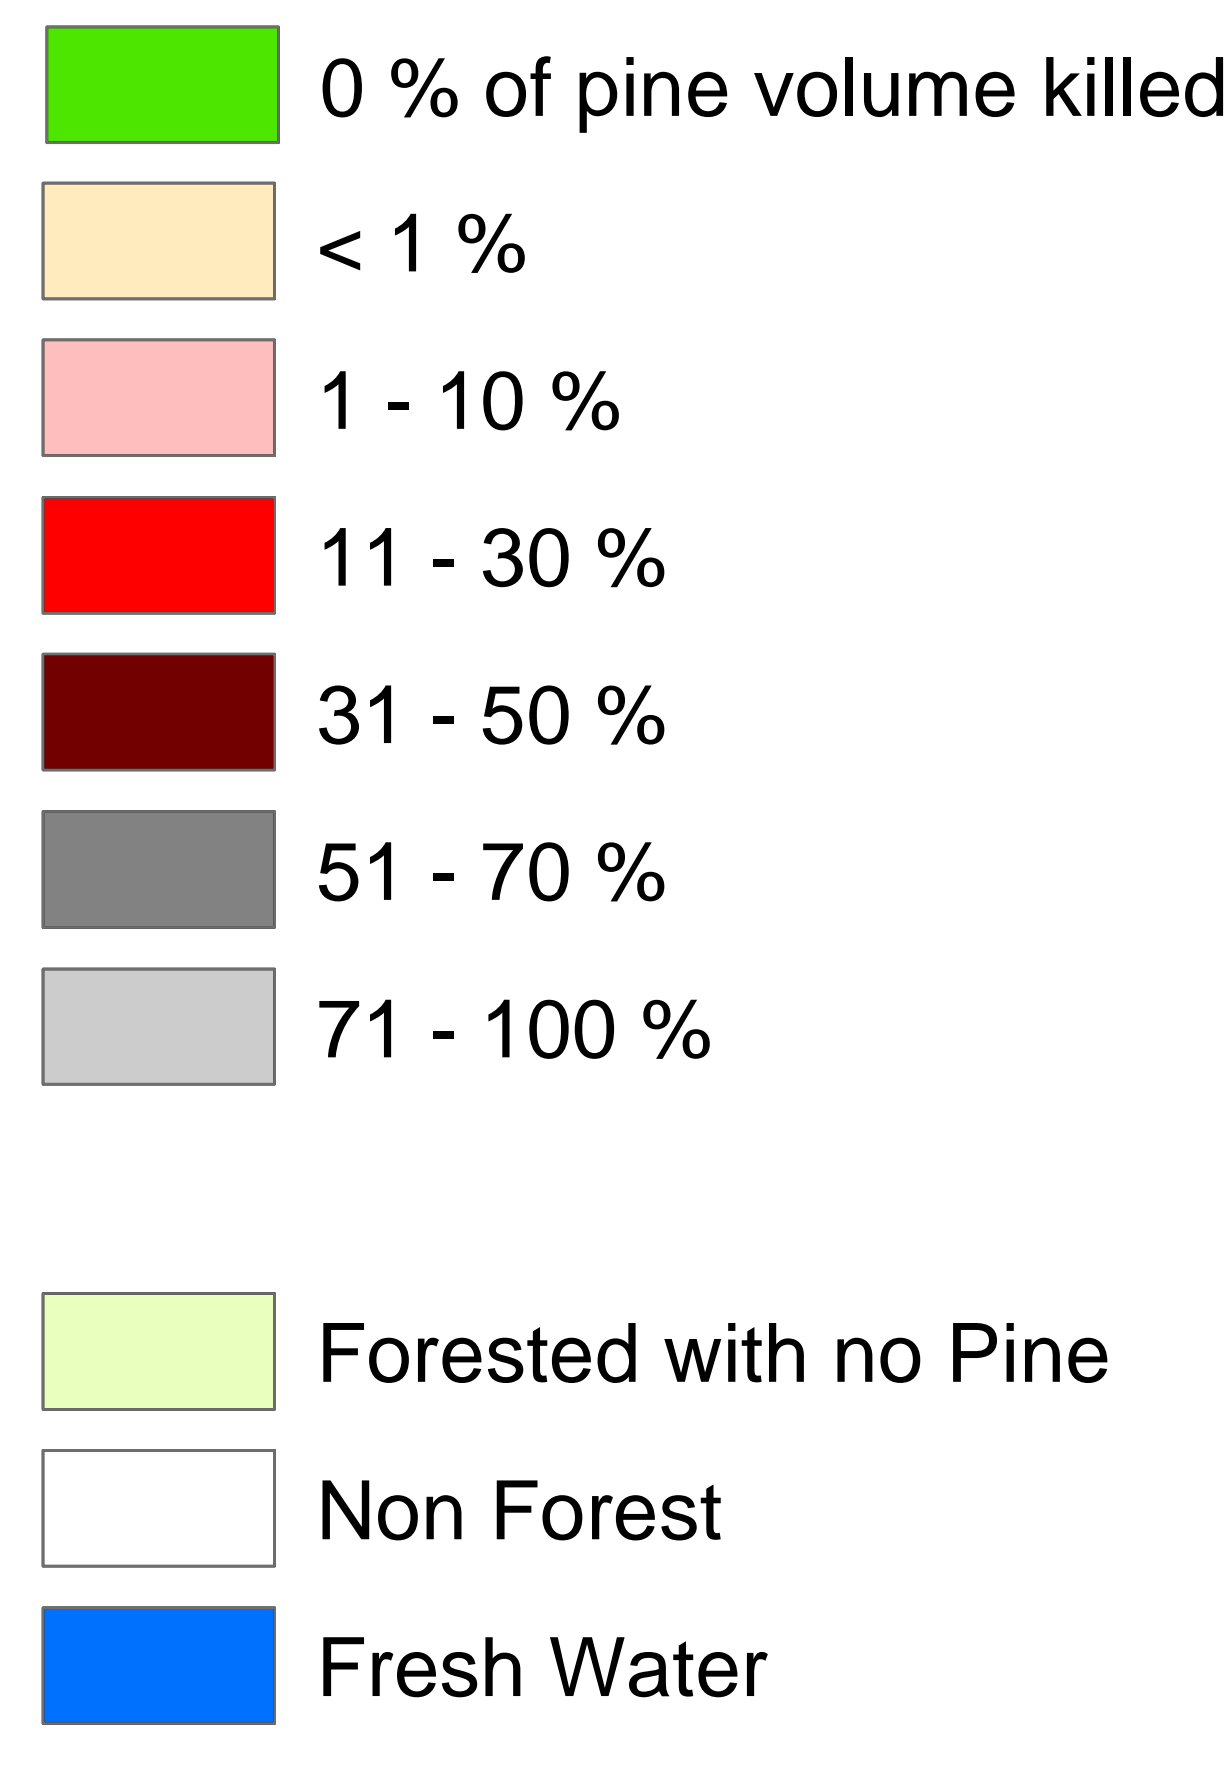 0 % of pine volume killed
< 1 %
1 - 10 %
11 - 30 %
31 - 50 %
51 - 70 %
71 - 100 %
Forested with no Pine
Non Forest
Fresh Water